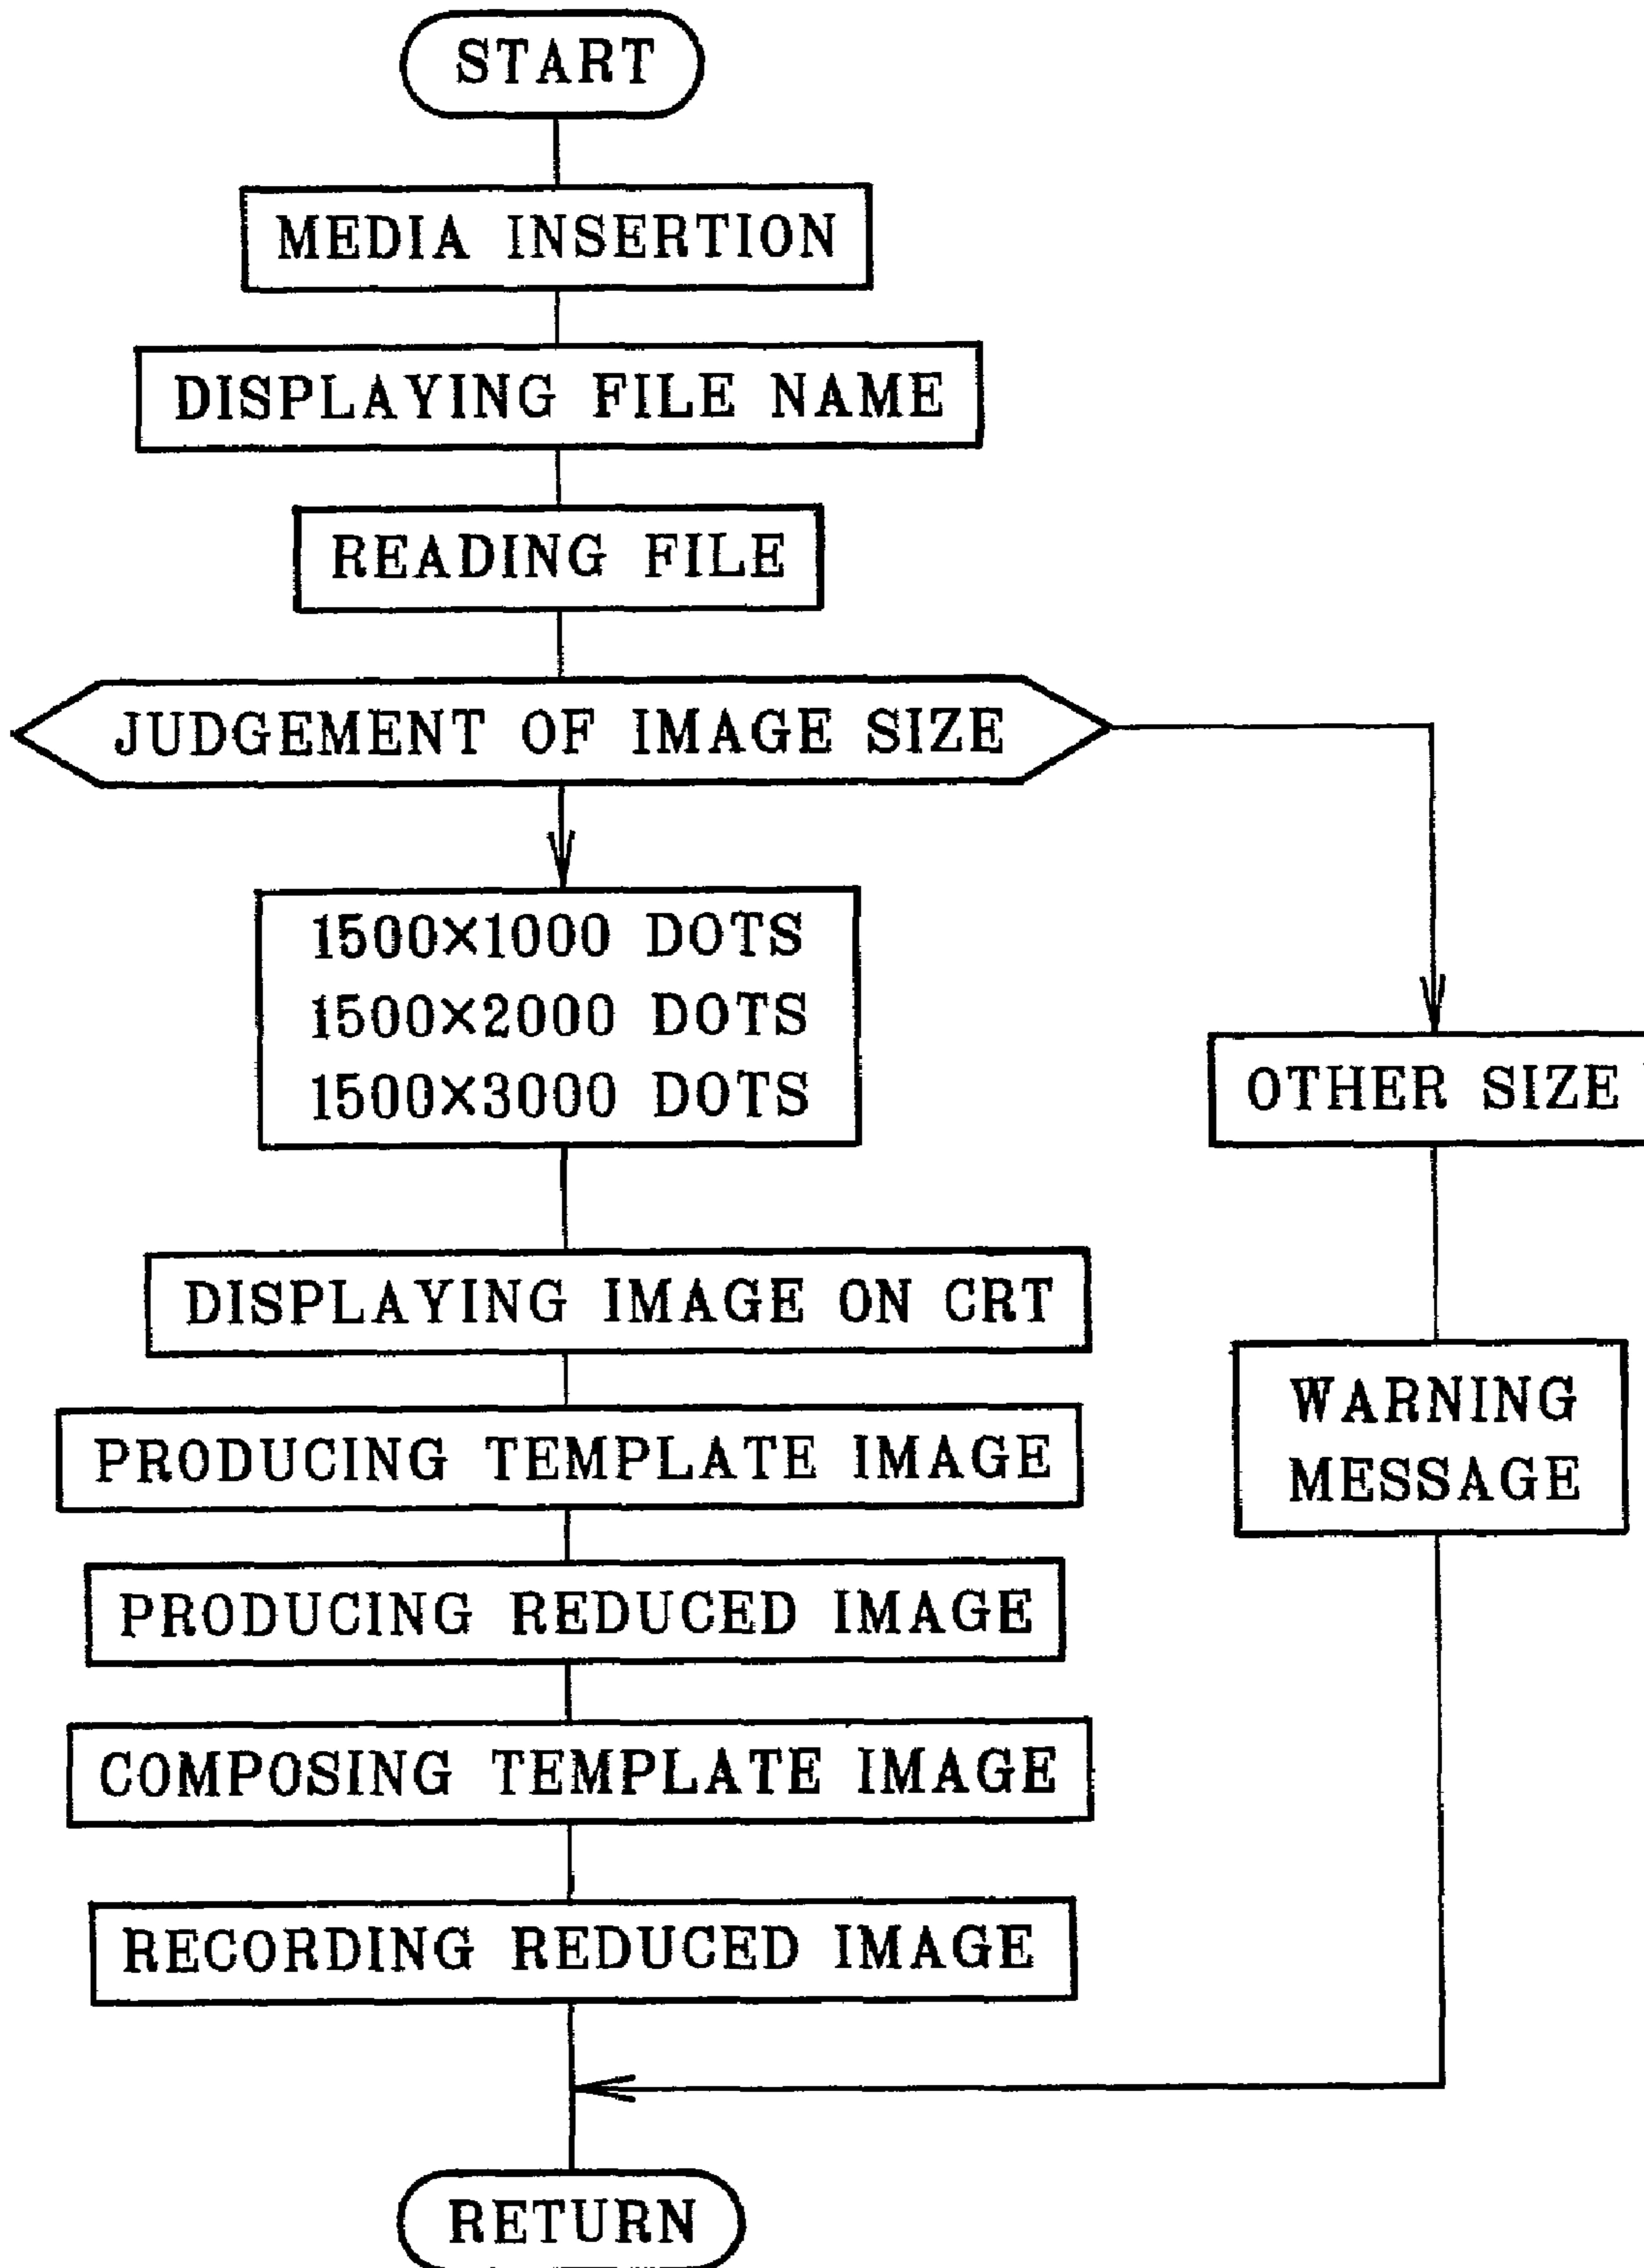 START
MEDIA INSERTION
DISPLAYING FILE NAME
READING FILE
JUDGEMENT OF IMAGE SIZE
1500×1000 DOTS
1500×2000 DOTS
1500×3000 DOTS
OTHER SIZE
DISPLAYING IMAGE ON CRT
WARNING
MESSAGE
PRODUCING TEMPLATE IMAGE
PRODUCING REDUCED IMAGE
COMPOSING TEMPLATE IMAGE
RECORDING REDUCED IMAGE
RETURN